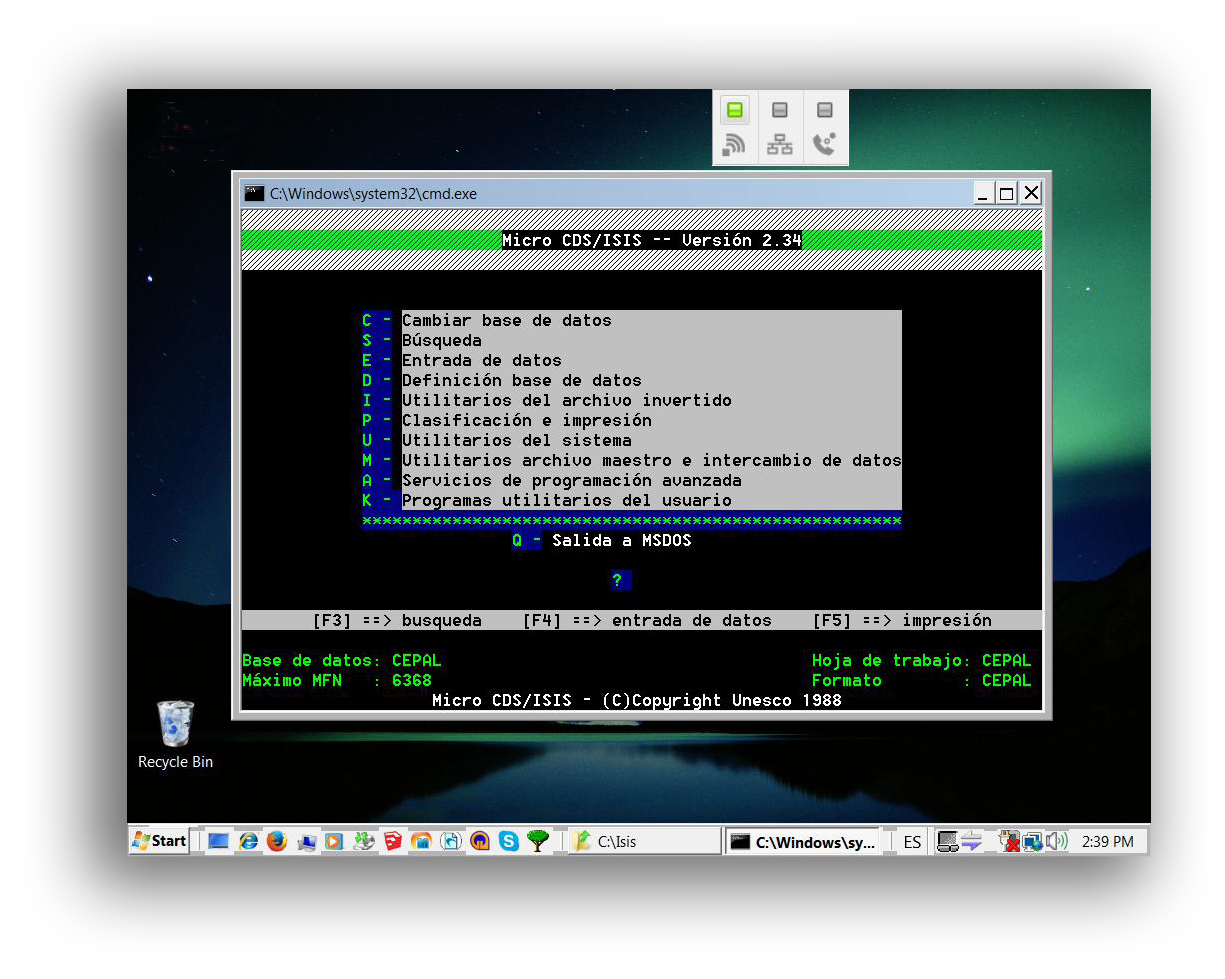 C:\Windows\system32\cmd.exe
Micro CDS/ISIS -- Versión 2.34
C - Cambiar base de datos
S - Búsqueda
E - Entrada de datos
D - Definición base de datos
I - Utilitarios del archivo invertido
P - Clasificación e impresión
U - Utilitarios del sistema
M - Utilitarios archivo maestro e intercambio de datos
A - Servicios de programación avanzada
K - Programas utilitarios del usuario
******************************************************
Q - Salida a MSDOS
?
[F3] ==> busqueda [F4] ==> entrada de datos [F5] ==> impresión
Base de datos: CEPAL Hoja de trabajo: CEPAL
Máximo MFN : 6368 Formato : CEPAL
Micro CDS/ISIS - (C)Copyright Unesco 1988
Recycle Bin
Start C:\Isis C:\Windows\sy... ES 2:39 PM